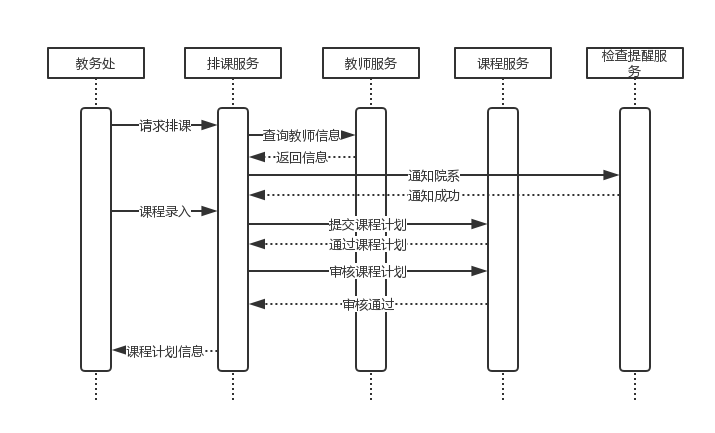 教务处
排课服务
教师服务
课程服务
检查提醒服
务
请求排课
查询教师信息
返回信息
通知院系
通知成功
课程录入
提交课程计划
通过课程计划
审核课程计划
审核通过
课程计划信息